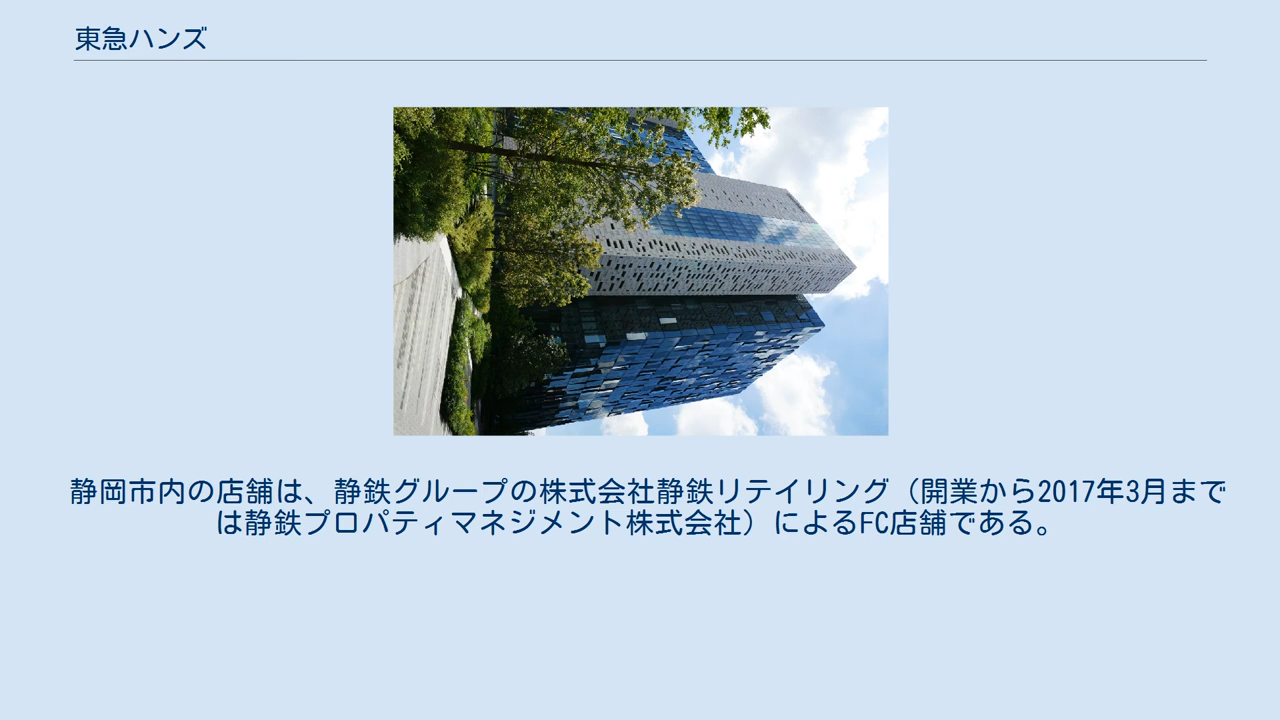 東急ハンズ
静岡市内の店舗は、静鉄グループの株式会社静鉄リテイリング（開業から2017年3月まで
は静鉄プロパティマネジメント株式会社）によるFC店舗である。